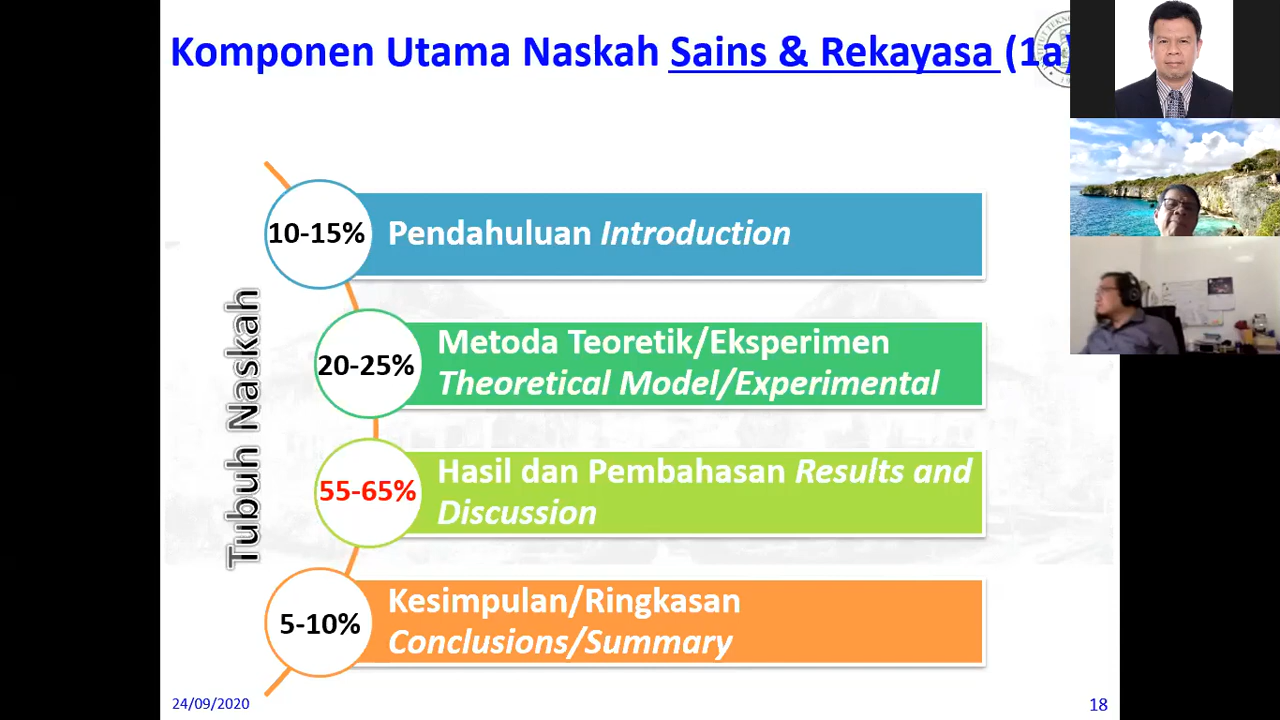 Komponen Utama Naskah Sains & Rekayasa (1a)
Tubuh Naskah
10-15%
Pendahuluan Introduction
20-25%
Metoda Teoretik/Eksperimen
Theoretical Model/Experimental
55-65%
Hasil dan Pembahasan Results and
Discussion
5-10%
Kesimpulan/Ringkasan
Conclusions/Summary
24/09/2020
18